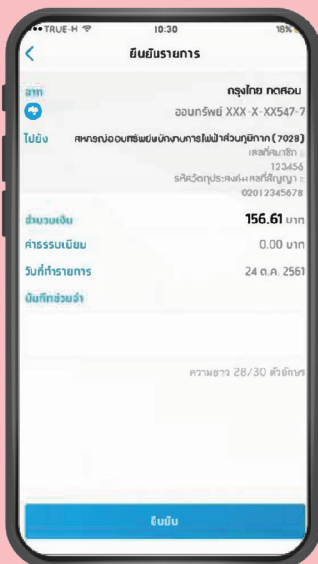 TRUE-H 10:30 18%
ยืนยันรายการ
จาก กรุงไทย ทดสอบ
ออมทรัพย์ XXX-X-XX547-7
ไปยัง สหกรณ์ออมทรัพย์พนักงานการไฟฟ้าส่วนภูมิภาค (7028)
เลขที่สมาชิก :
123456
รหัสวัตถุประสงค์+เลขที่สัญญา :
02012345678
จำนวนเงิน 156.61 บาท
ค่าธรรมเนียม 0.00 บาท
วันที่ทำรายการ 24 ต.ค. 2561
บันทึกช่วยจำ
ความยาว 28/30 ตัวอักษร
ยืนยัน